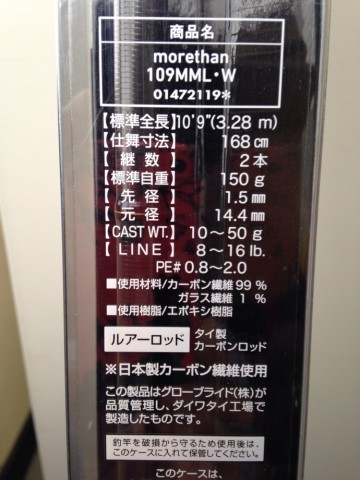 商品名
morethan
109MML・W
01472119*
【標準全長】10'9"(3.28 m)
【仕舞寸法】 168㎝
【継数】 2本
【標準自重】 150 g
【先径】 1.5㎜
【元径】 14.4㎜
【CAST WT.】 10〜50g
【LINE】 8〜16 lb.
PE# 0.8〜2.0
■使用材料/カーボン繊維 99 %
ガラス繊維 1 %
■使用樹脂/エポキシ樹脂
ルアーロッド タイ製
カーボンロッド
※日本製カーボン繊維使用
この製品はグローブライド(株)が
品質管理し、ダイワタイ工場で
製造したものです。
釣竿を破損から守るため使用後は、
このケースに入れて保管してください。
このケースは、